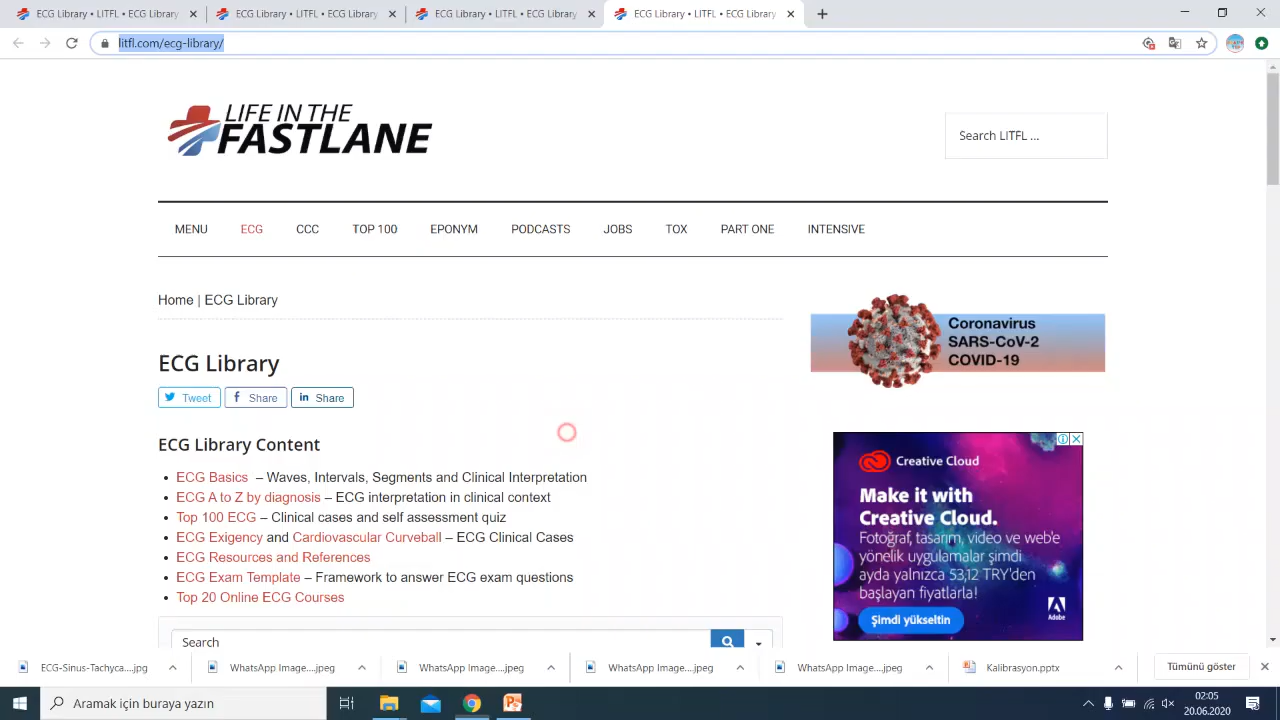 ECG Library • LITFL • ECG Library
ECG Library • LITFL • ECG Library
ECG Library • LITFL • ECG Library
ECG Library • LITFL • ECG Library
litfl.com/ecg-library/
LIFE IN THE
FASTLANE
Search LITFL ...
MENU ECG CCC TOP 100 EPONYM PODCASTS JOBS TOX PART ONE INTENSIVE
Home | ECG Library
Coronavirus
SARS-CoV-2
COVID-19
ECG Library
Tweet Share Share
ECG Library Content
ECG Basics – Waves, Intervals, Segments and Clinical Interpretation
ECG A to Z by diagnosis – ECG interpretation in clinical context
Top 100 ECG – Clinical cases and self assessment quiz
ECG Exigency and Cardiovascular Curveball – ECG Clinical Cases
ECG Resources and References
ECG Exam Template – Framework to answer ECG exam questions
Top 20 Online ECG Courses
Search
Creative Cloud
Make it with
Creative Cloud.
Fotoğraf, tasarım, video ve web'e
yönelik uygulamalar şimdi
ayda yalnızca 53,12 TRY'den
başlayan fiyatlarla!
Şimdi yükseltin
Adobe
ECG-Sinus-Tachyca....jpg WhatsApp Image....jpeg WhatsApp Image....jpeg WhatsApp Image....jpeg WhatsApp Image....jpeg Kalibrasyon.pptx Tümünü göster
Aramak için buraya yazın
02:05
20.06.2020